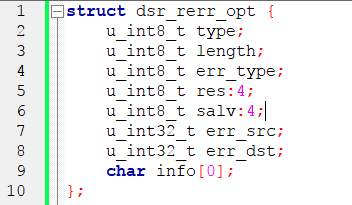 1 struct dsr_rerr_opt {
2 u_int8_t type;
3 u_int8_t length;
4 u_int8_t err_type;
5 u_int8_t res:4;
6 u_int8_t salv:4;
7 u_int32_t err_src;
8 u_int32_t err_dst;
9 char info[0];
10 };